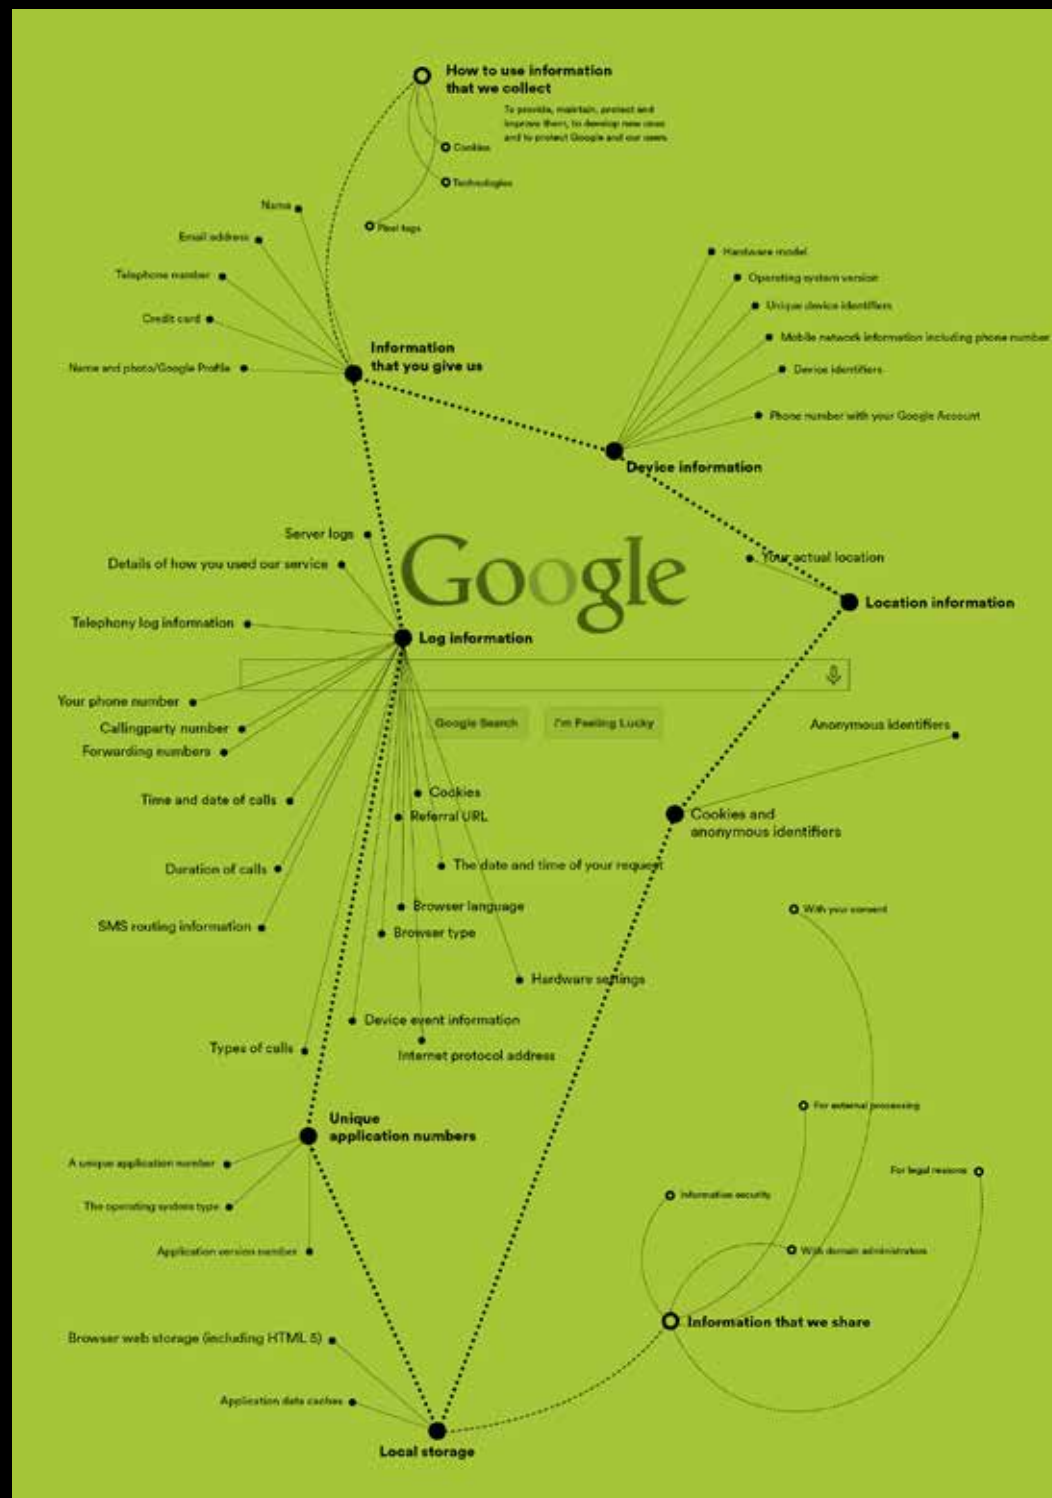 How to use information
that we collect
To provide, maintain, protect and
improve them, to develop new ones
and to protect Google and our users
Cookies
Technologies
Pixel tags
Name
Email address
Telephone number
Credit card
Name and photo/Google Profile
Information
that you give us
Hardware model
Operating system version
Unique device identifiers
Mobile network information including phone number
Device identifiers
Phone number with your Google Account
Device information
Server logs
Details of how you used our service
Telephony log information
Google
Your actual location
Location information
Log information
Your phone number
Callingparty number
Forwarding numbers
Google Search
I'm Feeling Lucky
Anonymous identifiers
Time and date of calls
Cookies
Referral URL
Cookies and
anonymous identifiers
Duration of calls
The date and time of your request
SMS routing information
Browser language
Browser type
With your consent
Hardware settings
Device event information
Types of calls
Internet protocol address
Unique
application numbers
For external processing
A unique application number
The operating system type
Application version number
For legal reasons
Information security
With domain administrators
Information that we share
Browser web storage (including HTML 5)
Application data caches
Local storage